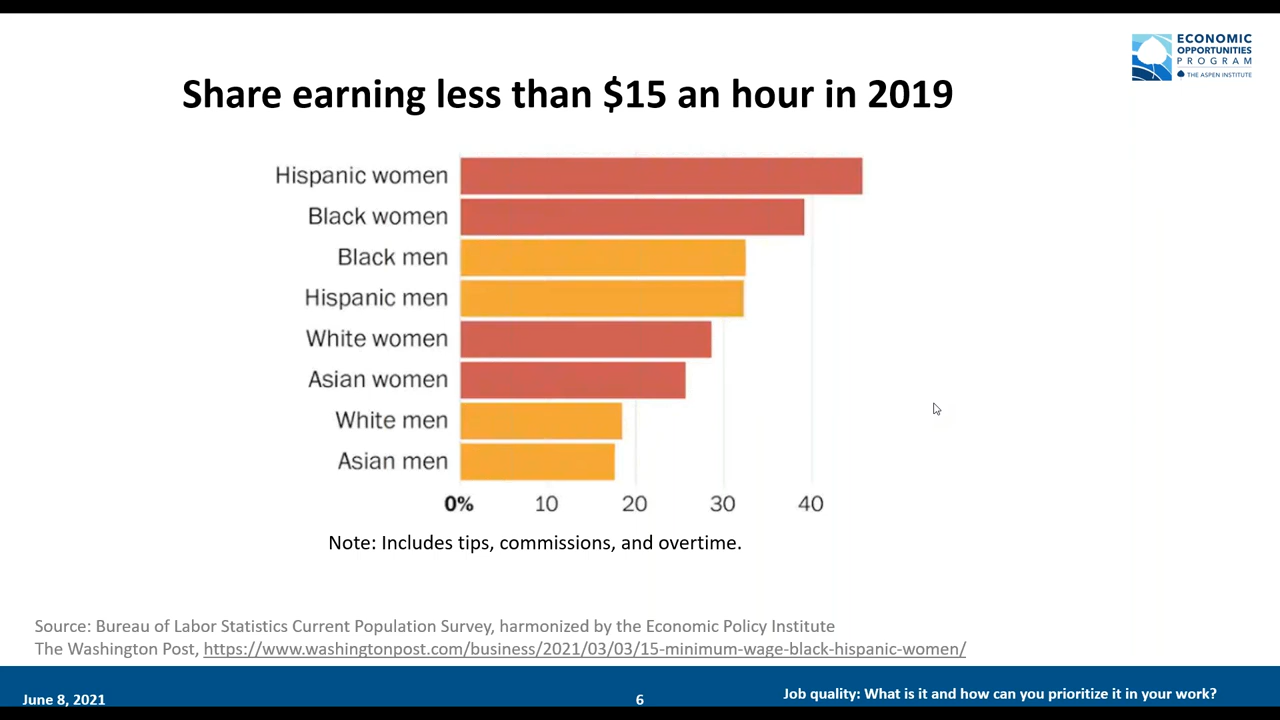 ECONOMIC
OPPORTUNITIES
PROGRAM
THE ASPEN INSTITUTE
Share earning less than $15 an hour in 2019
Hispanic women
Black women
Black men
Hispanic men
White women
Asian women
White men
Asian men
0% 10 20 30 40
Note: Includes tips, commissions, and overtime.
Source: Bureau of Labor Statistics Current Population Survey, harmonized by the Economic Policy Institute
The Washington Post, https://www.washingtonpost.com/business/2021/03/03/15-minimum-wage-black-hispanic-women/
June 8, 2021 6 Job quality: What is it and how can you prioritize it in your work?